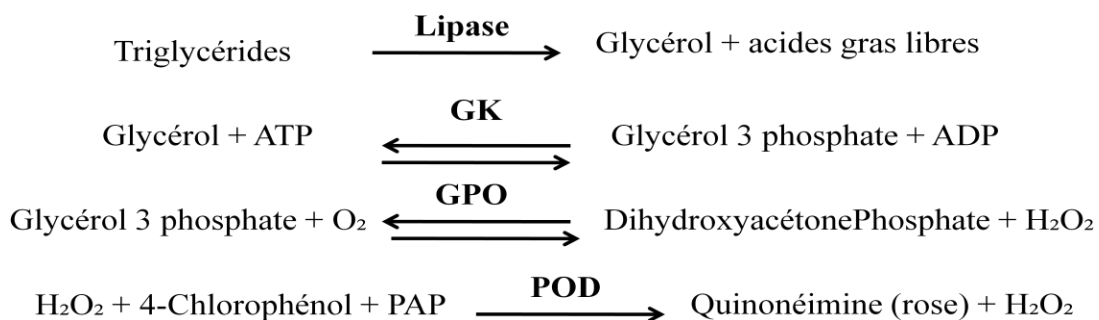 Triglycérides Lipase Glycérol + acides gras libres
Glycérol + ATP GK Glycérol 3 phosphate + ADP
Glycérol 3 phosphate + O₂ GPO DihydroxyacétonePhosphate + H₂O₂
H₂O₂ + 4-Chlorophénol + PAP POD Quinonéimine (rose) + H₂O₂